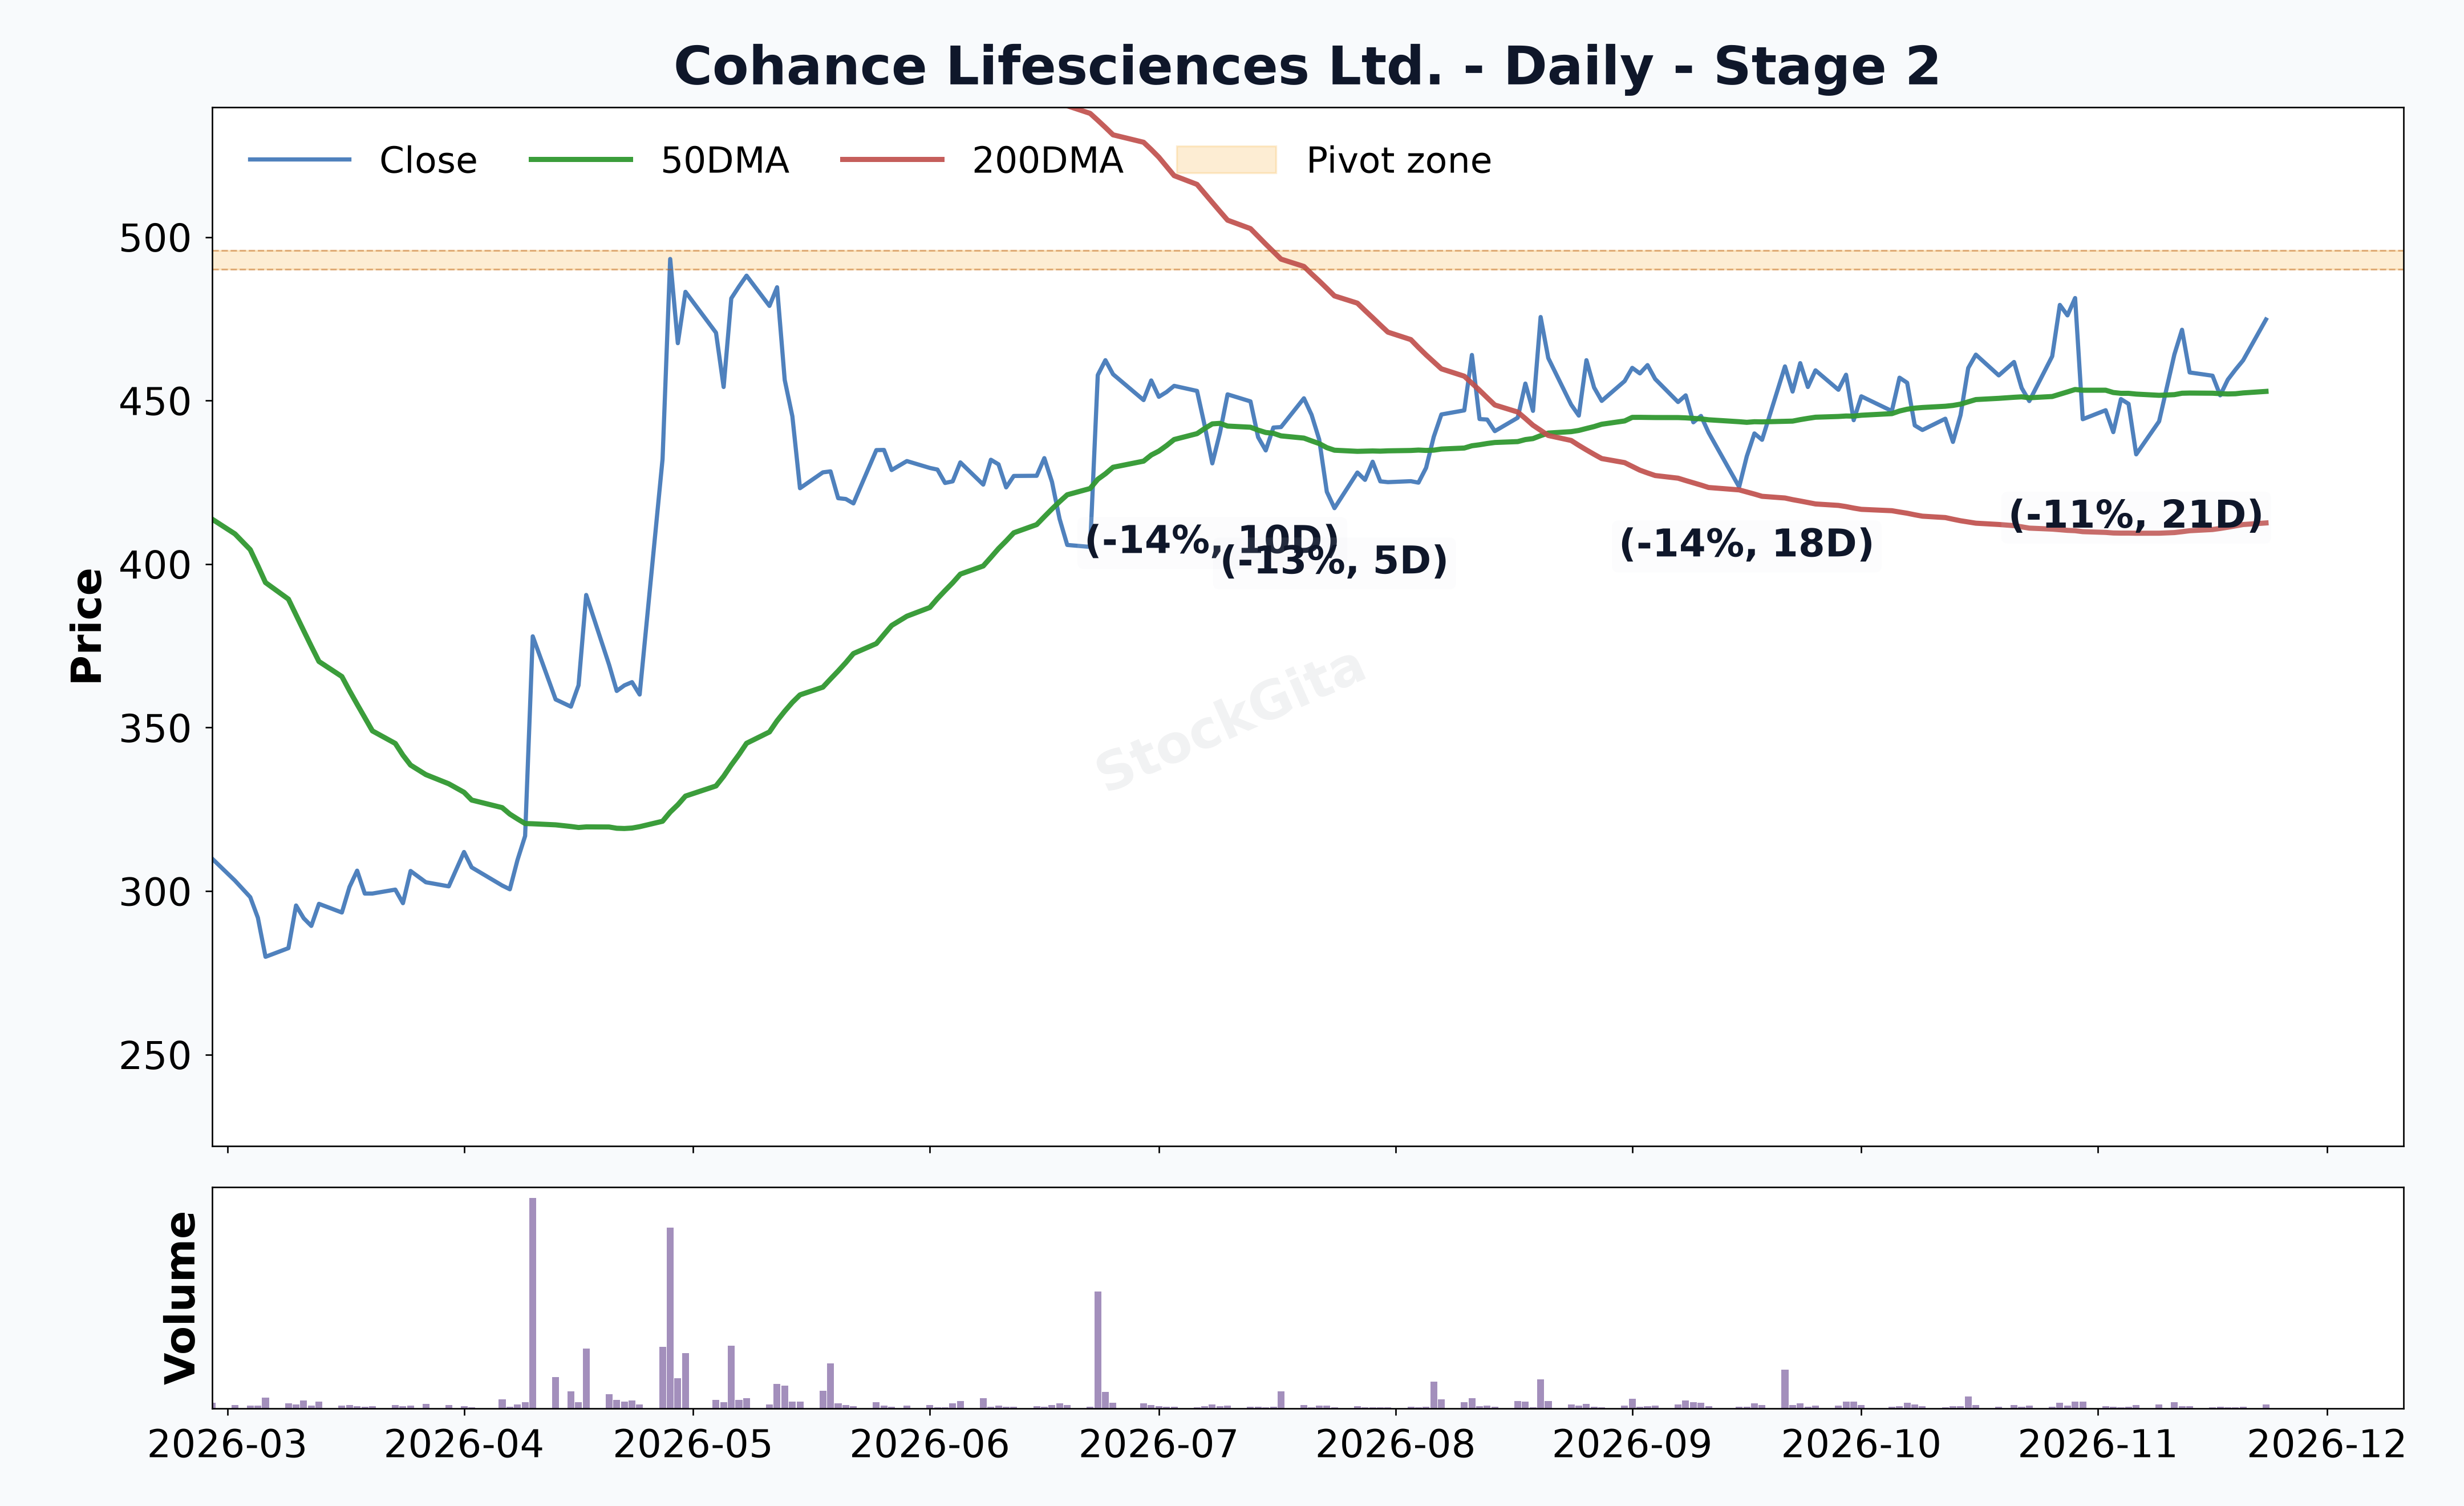 Cohance Lifesciences Ltd. - Daily - Stage 2
Close 50DMA 200DMA Pivot zone
500
450
400
350
300
250
Price
(-14%, 10D)
(-13%, 5D)
(-14%, 18D)
(-11%, 21D)
StockGita
Volume
2026-03 2026-04 2026-05 2026-06 2026-07 2026-08 2026-09 2026-10 2026-11 2026-12